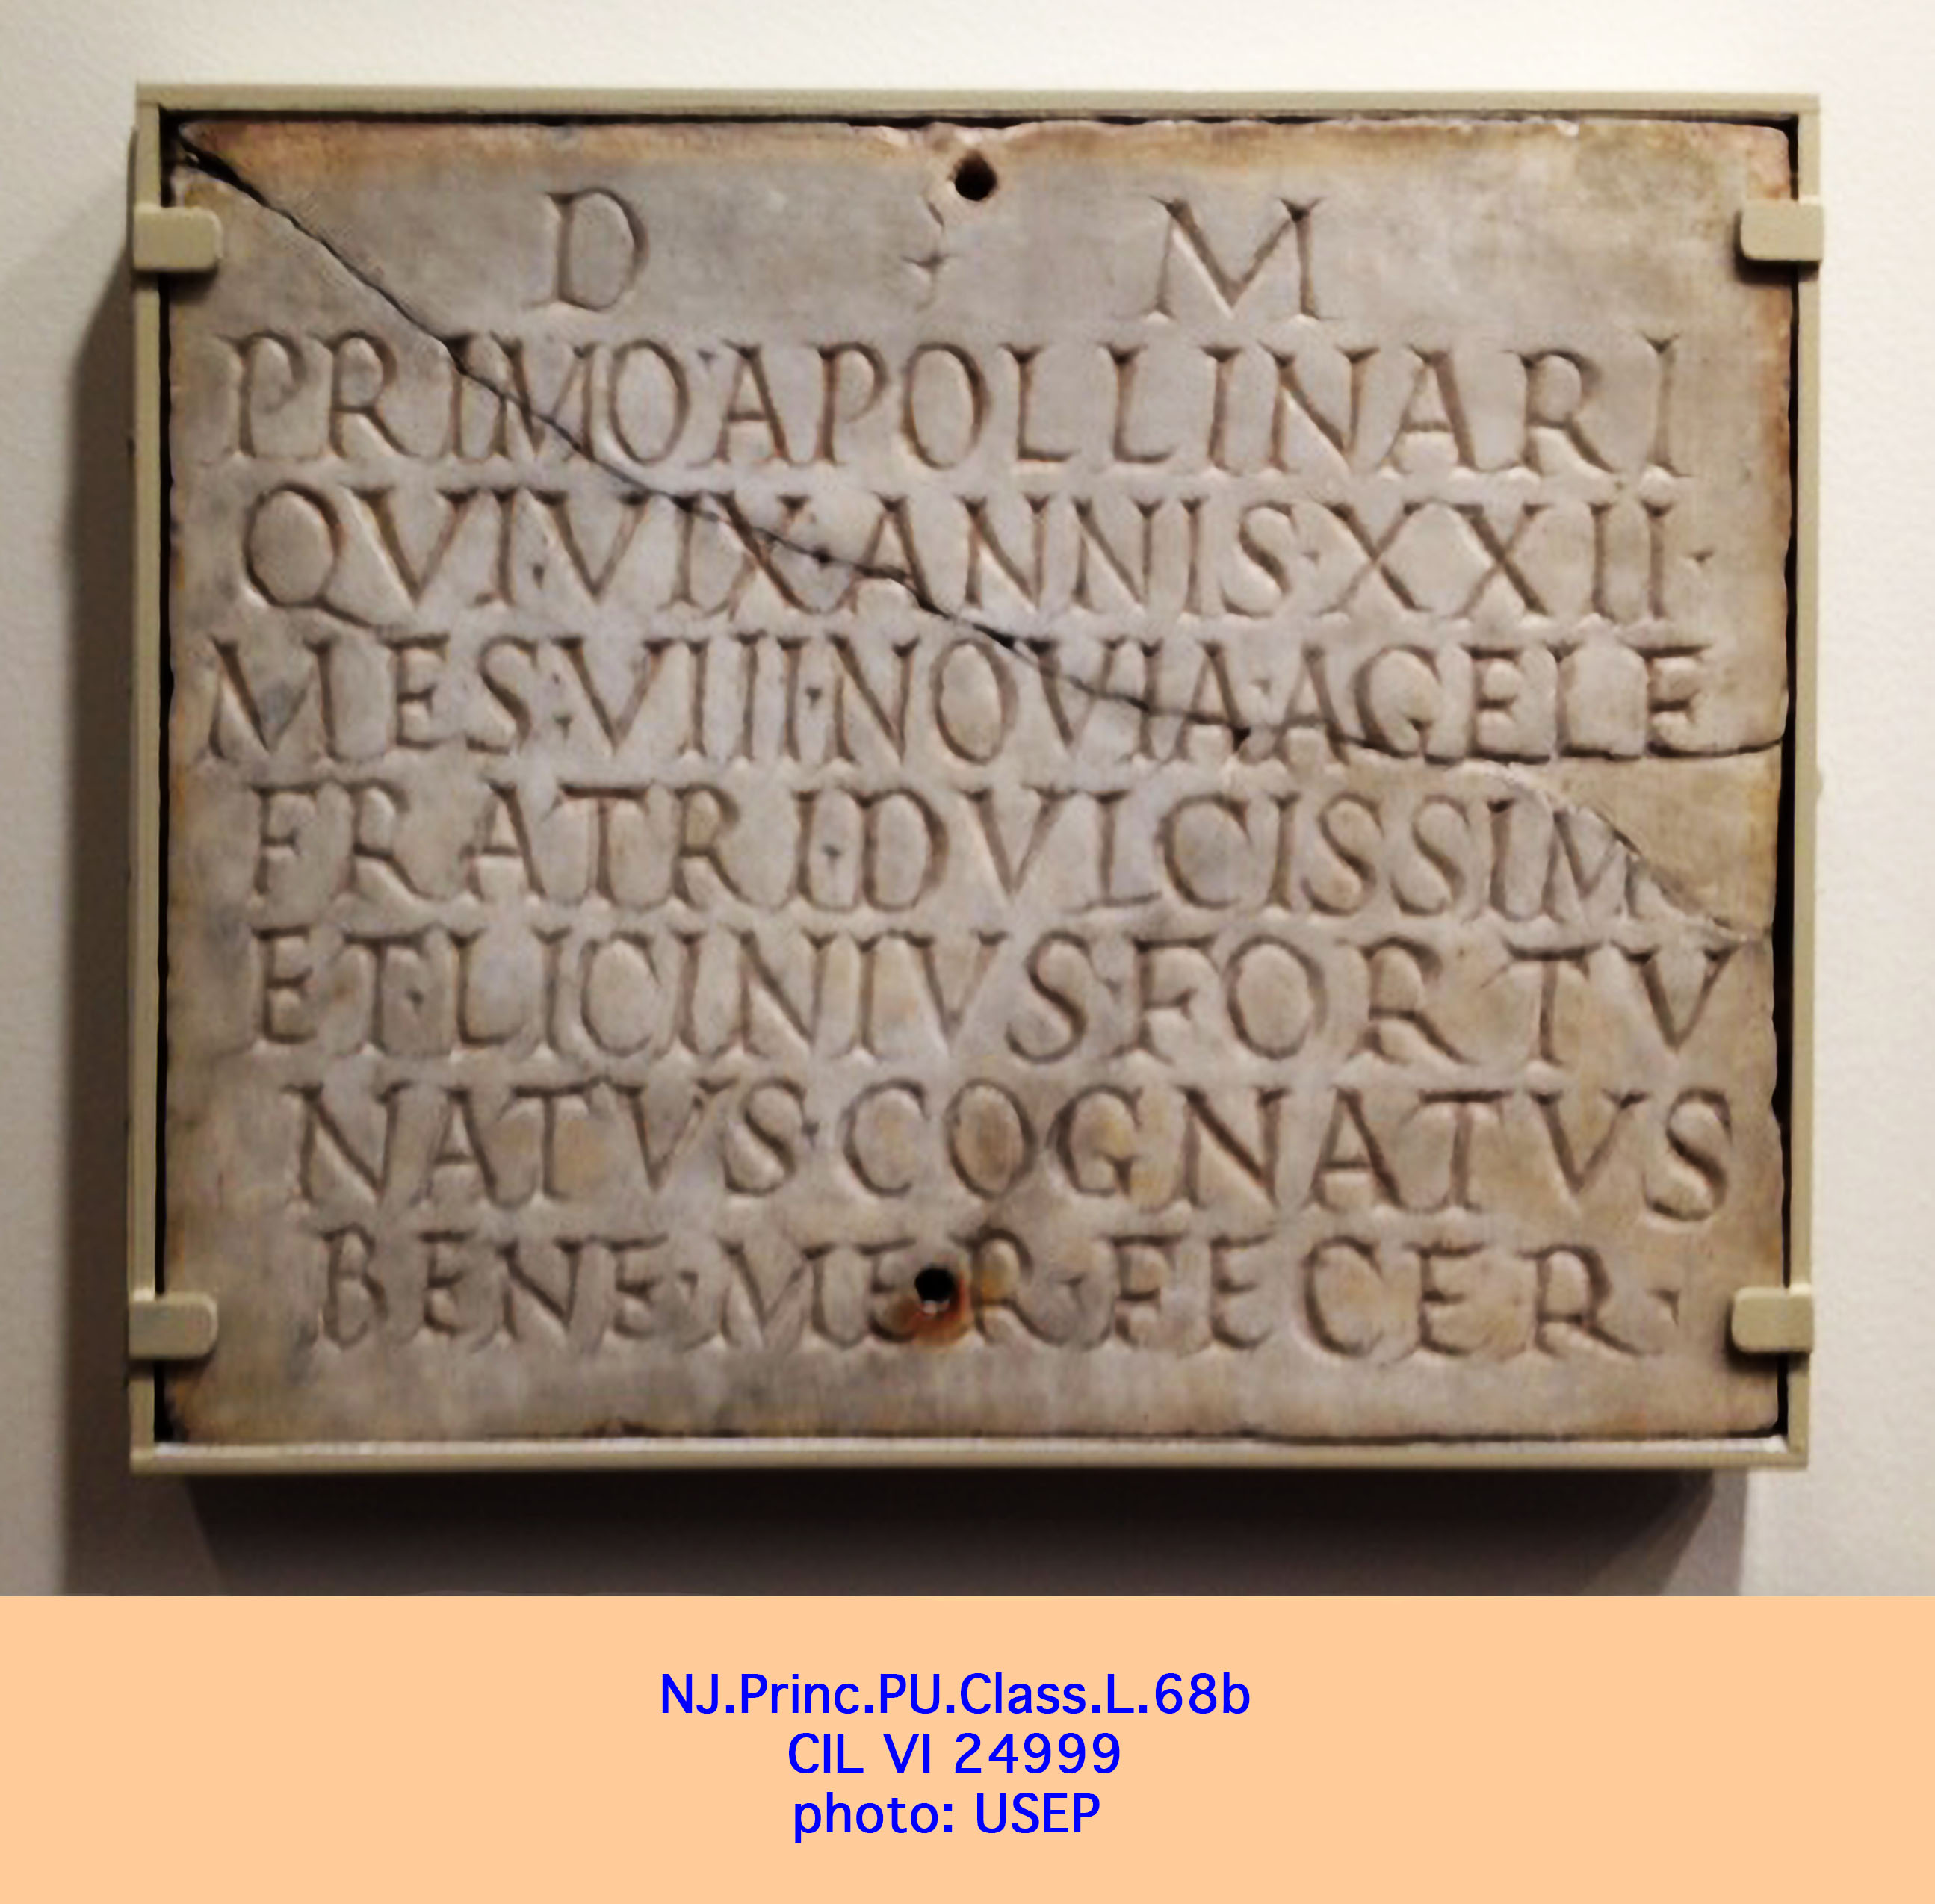 D M
PRIMO·APOLLINARI
QVI·VIX·ANNIS·XXII·
MES·VIIII·NOVIA·AGELE
FRATRI·DVLCISSIM
ET·LICINIVS·FORTV
NATVS·COGNATVS
BENE·MER·FECER·
NJ.Princ.PU.Class.L.68b
CIL VI 24999
photo: USEP